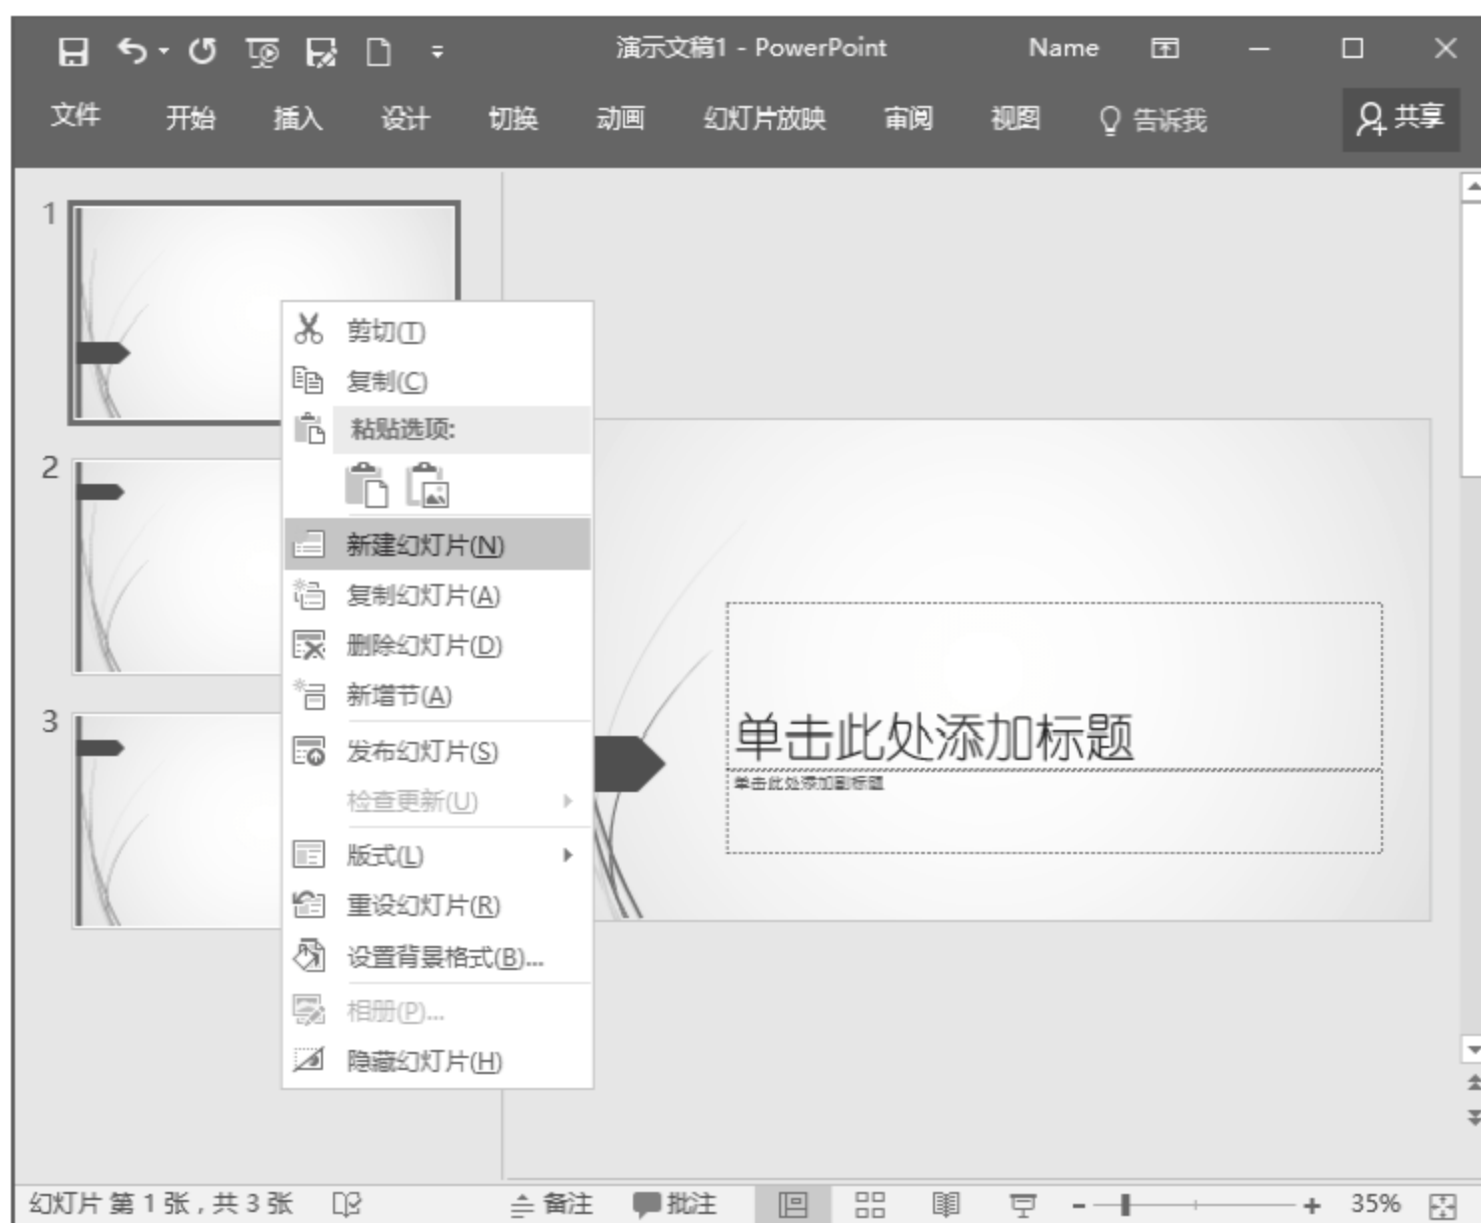 演示文稿1 - PowerPoint Name
文件 开始 插入 设计 切换 动画 幻灯片放映 审阅 视图 告诉我 共享
1
2
3
剪切(T)
复制(C)
粘贴选项:
新建幻灯片(N)
复制幻灯片(A)
删除幻灯片(D)
新增节(A)
发布幻灯片(S)
检查更新(U)
版式(L)
重设幻灯片(R)
设置背景格式(B)...
相册(P)...
隐藏幻灯片(H)
单击此处添加标题
单击此处添加副标题
幻灯片 第 1 张，共 3 张 备注 批注 35%